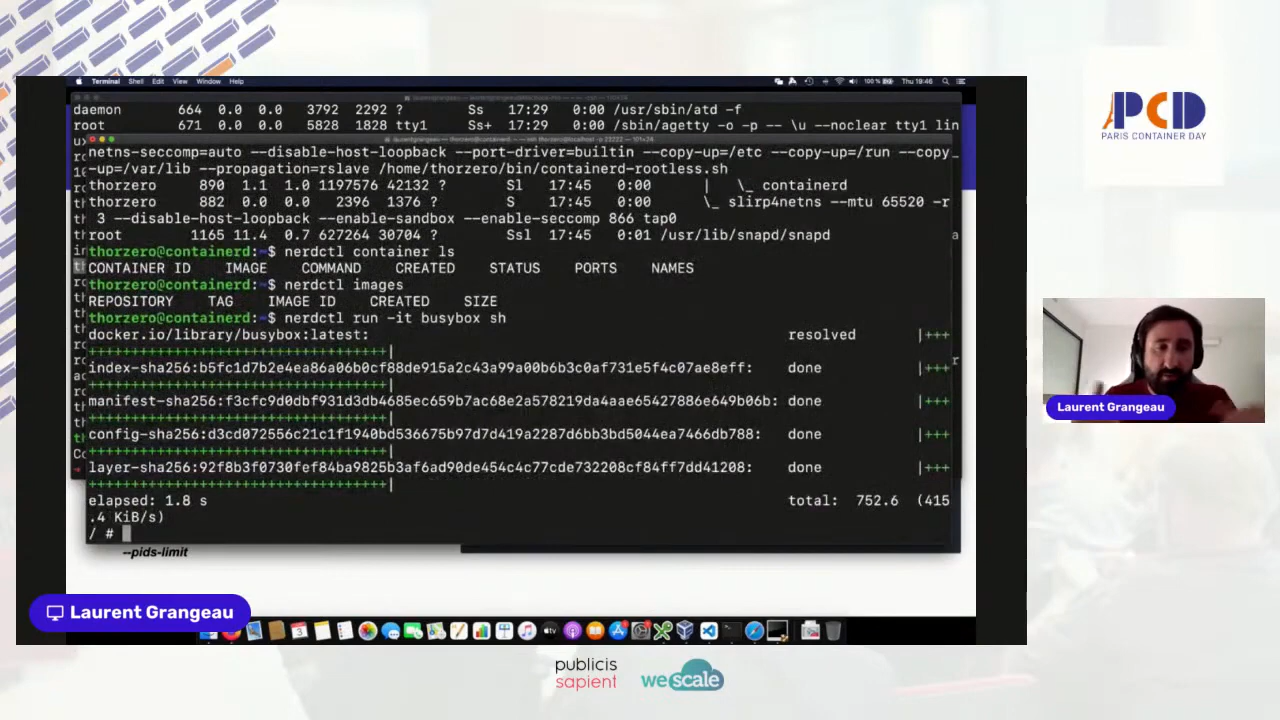 Terminal Shell Edit View Window Help
100 % Thu 19:46
daemon 664 0.0 0.0 3792 2292 ? Ss 17:29 0:00 /usr/sbin/atd -f
root 671 0.0 0.0 5828 1828 tty1 Ss+ 17:29 0:00 /sbin/agetty -o -p -- \u --noclear tty1 lin
netns-seccomp=auto --disable-host-loopback --port-driver=builtin --copy-up=/etc --copy-up=/run --copy
-up=/var/lib --propagation=rslave /home/thorzero/bin/containerd-rootless.sh
thorzero 890 1.1 1.0 1197576 42132 ? Sl 17:45 0:00 | \_ containerd
thorzero 882 0.0 0.0 2396 1376 ? S 17:45 0:00 \_ slirp4netns --mtu 65520 -r
3 --disable-host-loopback --enable-sandbox --enable-seccomp 866 tap0
root 1165 11.4 0.7 627264 30704 ? Ssl 17:45 0:01 /usr/lib/snapd/snapd
thorzero@containerd:~$ nerdctl container ls
CONTAINER ID IMAGE COMMAND CREATED STATUS PORTS NAMES
thorzero@containerd:~$ nerdctl images
REPOSITORY TAG IMAGE ID CREATED SIZE
thorzero@containerd:~$ nerdctl run -it busybox sh
docker.io/library/busybox:latest: resolved |+++
+++++++++++++++++++++++++++++++++++|
index-sha256:b5fc1d7b2e4ea86a06b0cf88de915a2c43a99a00b6b3c0af731e5f4c07ae8eff: done |+++
+++++++++++++++++++++++++++++++++++|
manifest-sha256:f3cfc9d0dbf931d3db4685ec659b7ac68e2a578219da4aae65427886e649b06b: done |+++
+++++++++++++++++++++++++++++++++++|
config-sha256:d3cd072556c21c1f1940bd536675b97d7d419a2287d6bb3bd5044ea7466db788: done |+++
+++++++++++++++++++++++++++++++++++|
layer-sha256:92f8b3f0730fef84ba9825b3af6ad90de454c4c77cde732208cf84ff7dd41208: done |+++
+++++++++++++++++++++++++++++++++++|
elapsed: 1.8 s total: 752.6 (415
.4 KiB/s)
/ #
--pids-limit
Laurent Grangeau
PCD
PARIS CONTAINER DAY
Laurent Grangeau
publicis
sapient
wescale